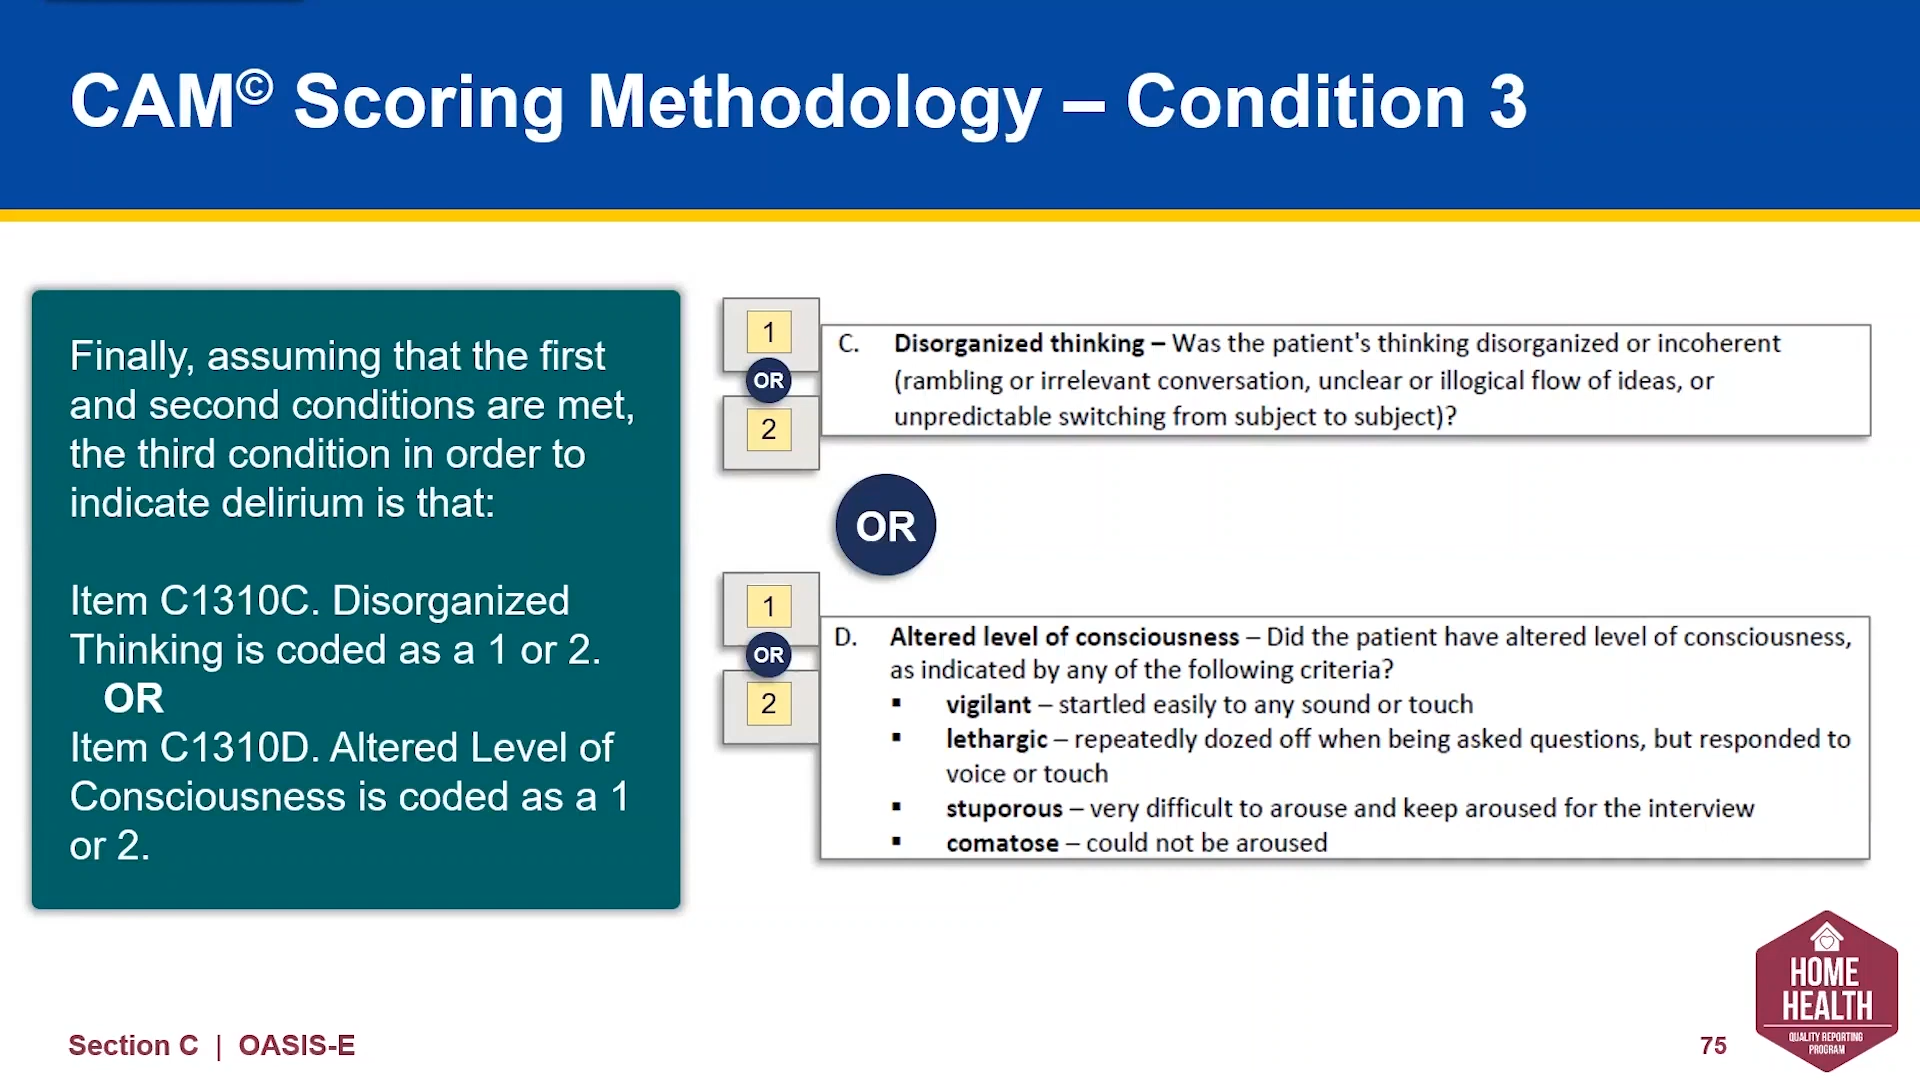 CAM© Scoring Methodology – Condition 3
Finally, assuming that the first
and second conditions are met,
the third condition in order to
indicate delirium is that:
Item C1310C. Disorganized
Thinking is coded as a 1 or 2.
OR
Item C1310D. Altered Level of
Consciousness is coded as a 1
or 2.
1
OR
2
C. Disorganized thinking – Was the patient's thinking disorganized or incoherent
(rambling or irrelevant conversation, unclear or illogical flow of ideas, or
unpredictable switching from subject to subject)?
OR
1
OR
2
D. Altered level of consciousness – Did the patient have altered level of consciousness,
as indicated by any of the following criteria?
▪ vigilant – startled easily to any sound or touch
▪ lethargic – repeatedly dozed off when being asked questions, but responded to
voice or touch
▪ stuporous – very difficult to arouse and keep aroused for the interview
▪ comatose – could not be aroused
Section C | OASIS-E
75
HOME
HEALTH
QUALITY REPORTING
PROGRAM